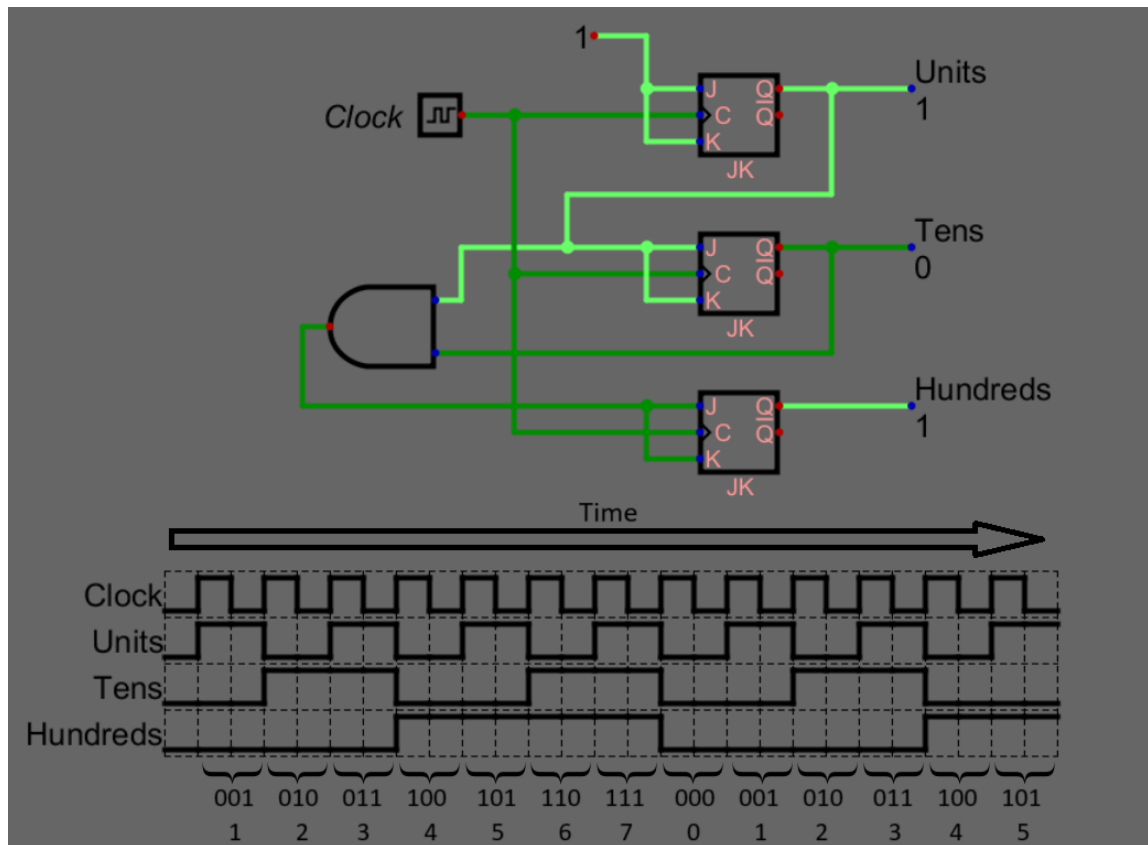 1
Clock
J Q
C Q
K
JK
Units
1
J Q
C Q
K
JK
Tens
0
J Q
C Q
K
JK
Hundreds
1
Time
Clock
Units
Tens
Hundreds
001 010 011 100 101 110 111 000 001 010 011 100 101
1 2 3 4 5 6 7 0 1 2 3 4 5